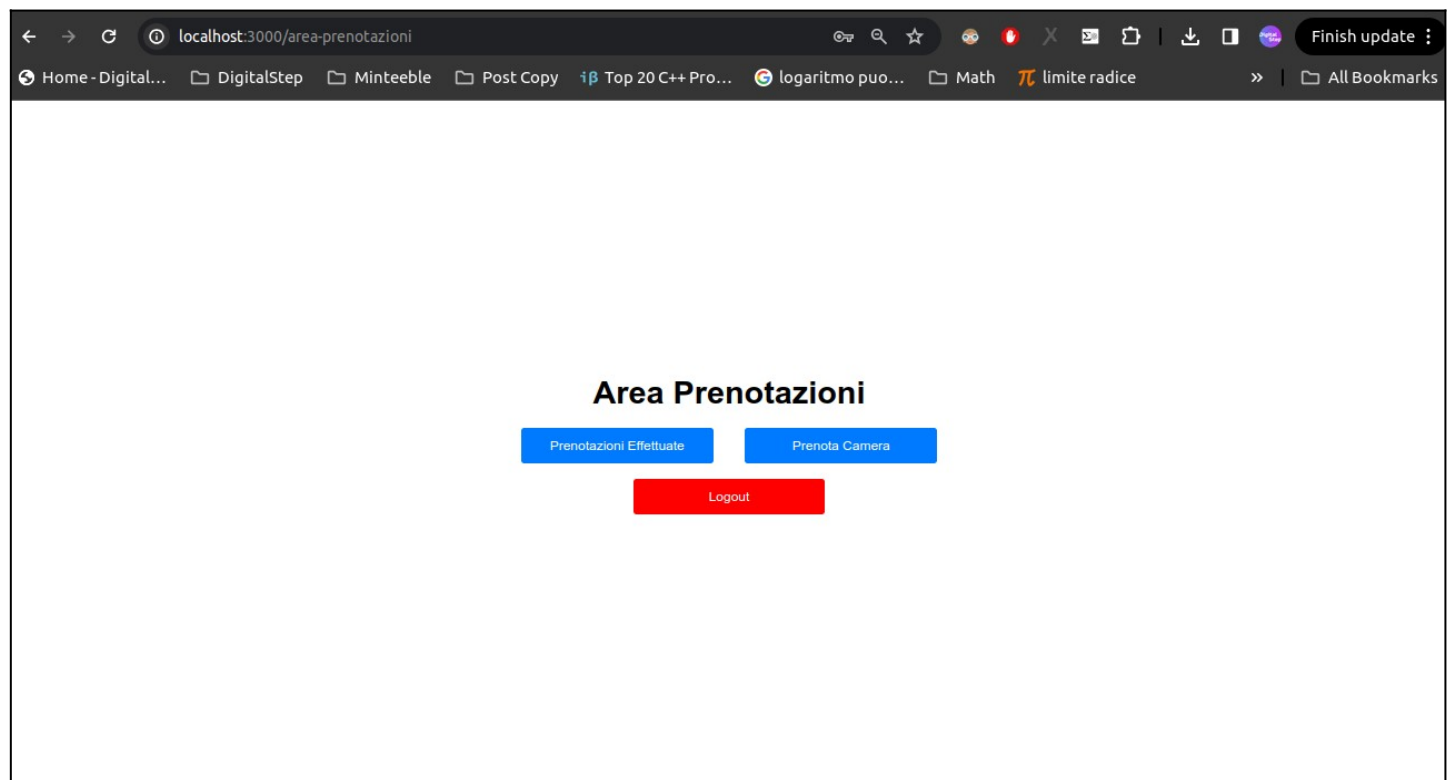 localhost:3000/area-prenotazioni Finish update
Home - Digital... DigitalStep Minteeble Post Copy iβ Top 20 C++ Pro... logaritmo puo... Math π limite radice » All Bookmarks
Area Prenotazioni
Prenotazioni Effettuate Prenota Camera
Logout